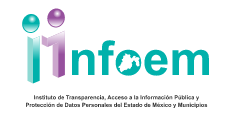 infoem
Instituto de Transparencia, Acceso a la Información Pública y
Protección de Datos Personales del Estado de México y Municipios